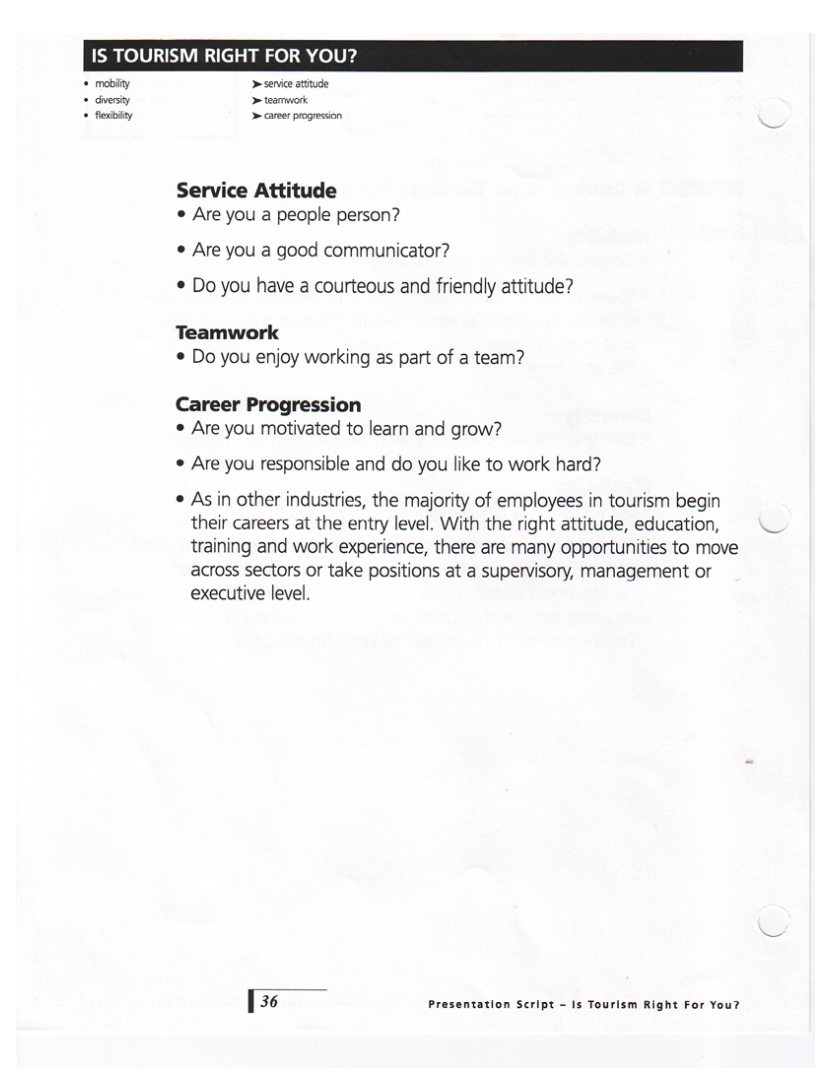 IS TOURISM RIGHT FOR YOU?
• mobility
• diversity
• flexibility
➤ service attitude
➤ teamwork
➤ career progression
Service Attitude
• Are you a people person?
• Are you a good communicator?
• Do you have a courteous and friendly attitude?
Teamwork
• Do you enjoy working as part of a team?
Career Progression
• Are you motivated to learn and grow?
• Are you responsible and do you like to work hard?
• As in other industries, the majority of employees in tourism begin
their careers at the entry level. With the right attitude, education,
training and work experience, there are many opportunities to move
across sectors or take positions at a supervisory, management or
executive level.
36
Presentation Script – Is Tourism Right For You?